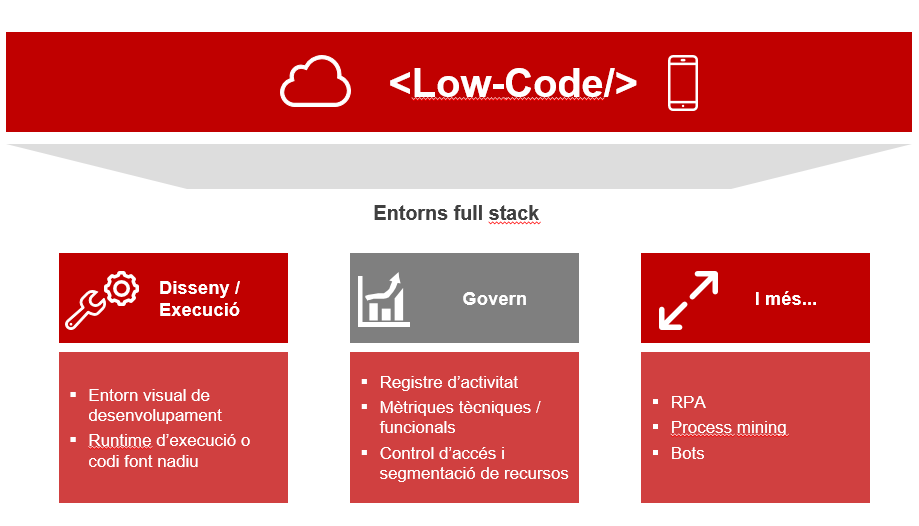 <Low-Code/>
Entorns full stack
Disseny /
Execució
▪ Entorn visual de
desenvolupament
▪ Runtime d’execució o
codi font nadiu
Govern
▪ Registre d’activitat
▪ Mètriques tècniques /
funcionals
▪ Control d’accés i
segmentació de recursos
I més...
▪ RPA
▪ Process mining
▪ Bots